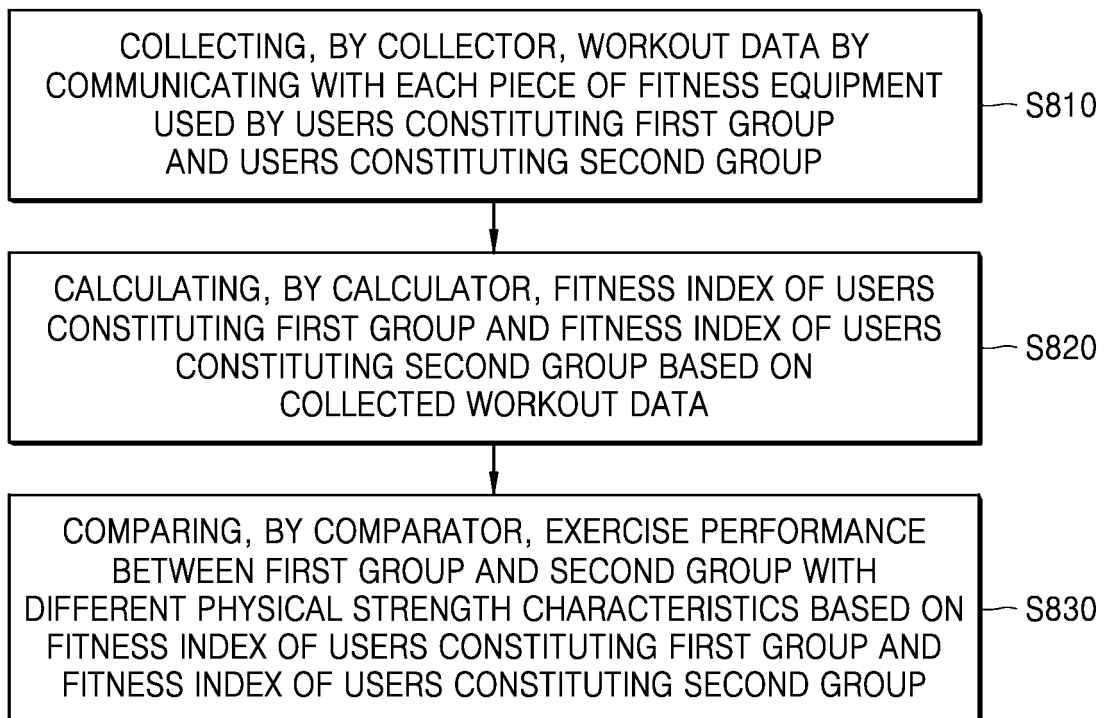 COLLECTING, BY COLLECTOR, WORKOUT DATA BY
COMMUNICATING WITH EACH PIECE OF FITNESS EQUIPMENT
USED BY USERS CONSTITUTING FIRST GROUP
AND USERS CONSTITUTING SECOND GROUP
S810
CALCULATING, BY CALCULATOR, FITNESS INDEX OF USERS
CONSTITUTING FIRST GROUP AND FITNESS INDEX OF USERS
CONSTITUTING SECOND GROUP BASED ON
COLLECTED WORKOUT DATA
S820
COMPARING, BY COMPARATOR, EXERCISE PERFORMANCE
BETWEEN FIRST GROUP AND SECOND GROUP WITH
DIFFERENT PHYSICAL STRENGTH CHARACTERISTICS BASED ON
FITNESS INDEX OF USERS CONSTITUTING FIRST GROUP AND
FITNESS INDEX OF USERS CONSTITUTING SECOND GROUP
S830